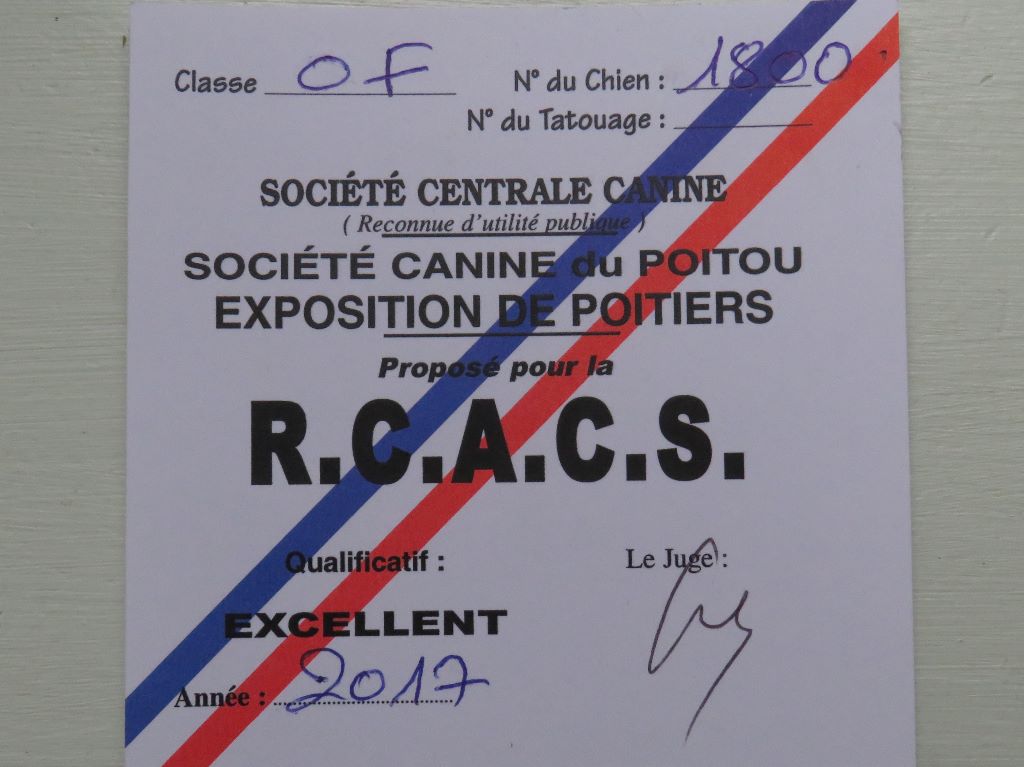 Classe OF N° du Chien : 1800
N° du Tatouage :
SOCIÉTÉ CENTRALE CANINE
( Reconnue d'utilité publique )
SOCIÉTÉ CANINE du POITOU
EXPOSITION DE POITIERS
Proposé pour la
R.C.A.C.S.
Qualificatif : Le Juge :
EXCELLENT
Année : 2017